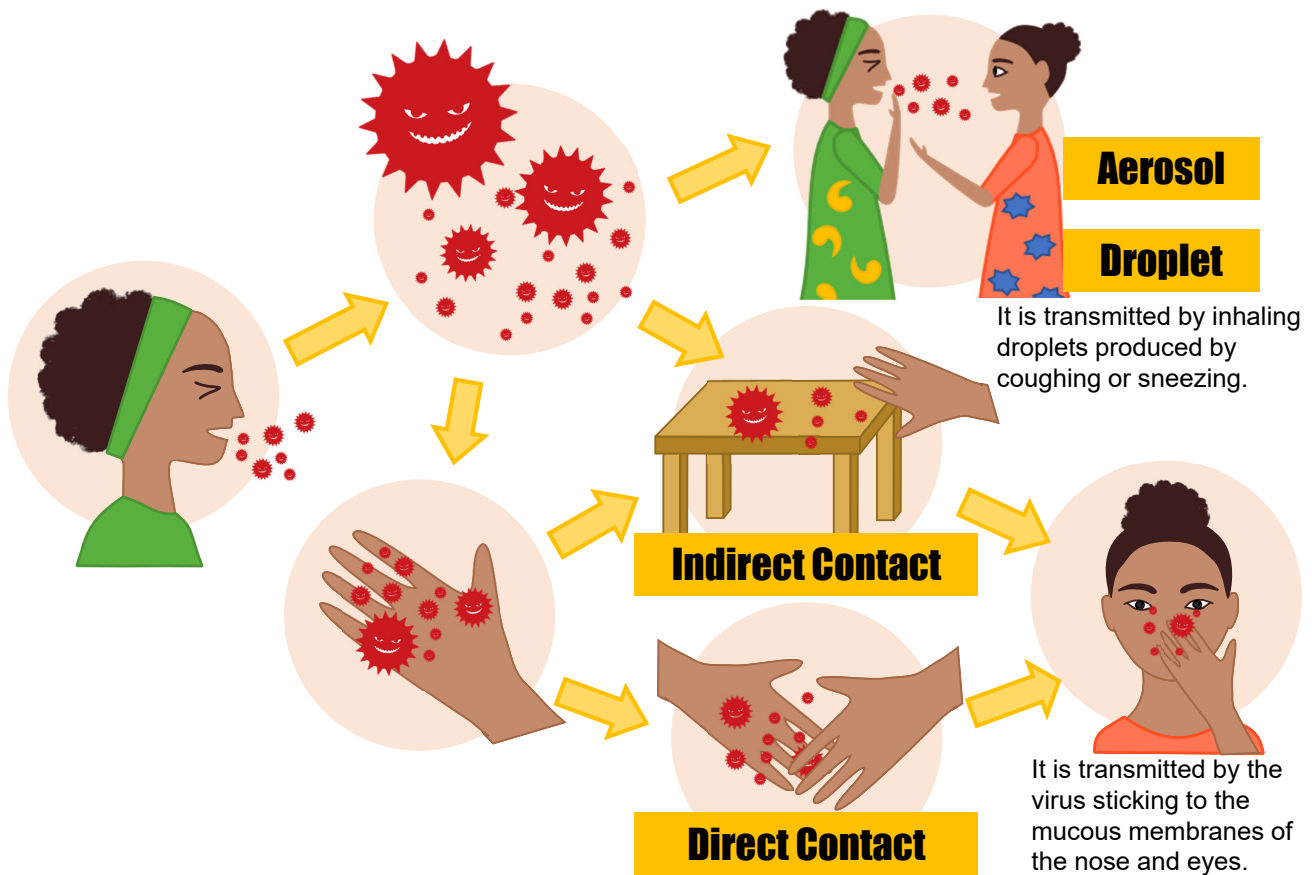 Aerosol
Droplet
It is transmitted by inhaling
droplets produced by
coughing or sneezing.
Indirect Contact
Direct Contact
It is transmitted by the
virus sticking to the
mucous membranes of
the nose and eyes.